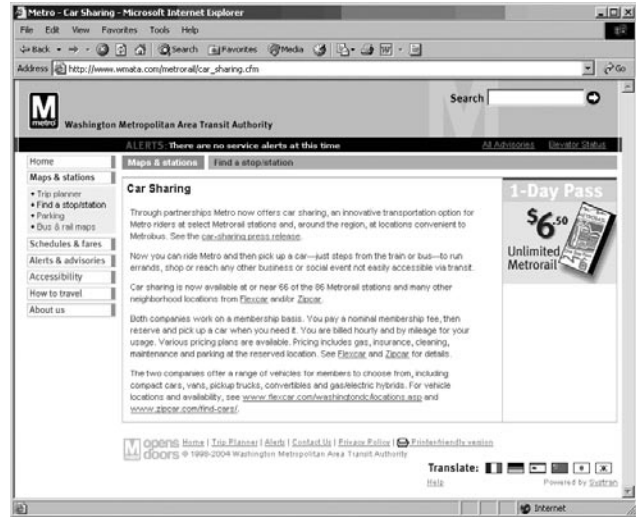 Metro - Car Sharing - Microsoft Internet Explorer
File Edit View Favorites Tools Help
Back Search Favorites Media
Address http://www.wmata.com/metrorail/car_sharing.cfm Go
M
metro
Washington Metropolitan Area Transit Authority
Search
ALERTS: There are no service alerts at this time
All Advisories Elevator Status
Home
Maps & stations
• Trip planner
• Find a stop/station
• Parking
• Bus & rail maps
Schedules & fares
Alerts & advisories
Accessibility
How to travel
About us
Maps & stations Find a stop/station
Car Sharing
Through partnerships Metro now offers car sharing, an innovative transportation option for
Metro riders at select Metrorail stations and, around the region, at locations convenient to
Metrobus. See the car-sharing press release.
Now you can ride Metro and then pick up a car—just steps from the train or bus—to run
errands, shop or reach any other business or social event not easily accessible via transit.
Car sharing is now available at or near 66 of the 86 Metrorail stations and many other
neighborhood locations from Flexcar and/or Zipcar.
Both companies work on a membership basis. You pay a nominal membership fee, then
reserve and pick up a car when you need it. You are billed hourly and by mileage for your
usage. Various pricing plans are available. Pricing includes gas, insurance, cleaning,
maintenance and parking at the reserved location. See Flexcar and Zipcar for details.
The two companies offer a range of vehicles for members to choose from, including
compact cars, vans, pickup trucks, convertibles and gas/electric hybrids. For vehicle
locations and availability, see www.flexcar.com/washingtondc/locations.asp and
www.zipcar.com/find-cars/.
1-Day Pass
$6.50
Unlimited
Metrorail
M opens doors
Home | Trip Planner | Alerts | Contact Us | Privacy Policy | Printer-friendly version
© 1998-2004 Washington Metropolitan Area Transit Authority
Translate:
Help Powered by Systran
Internet